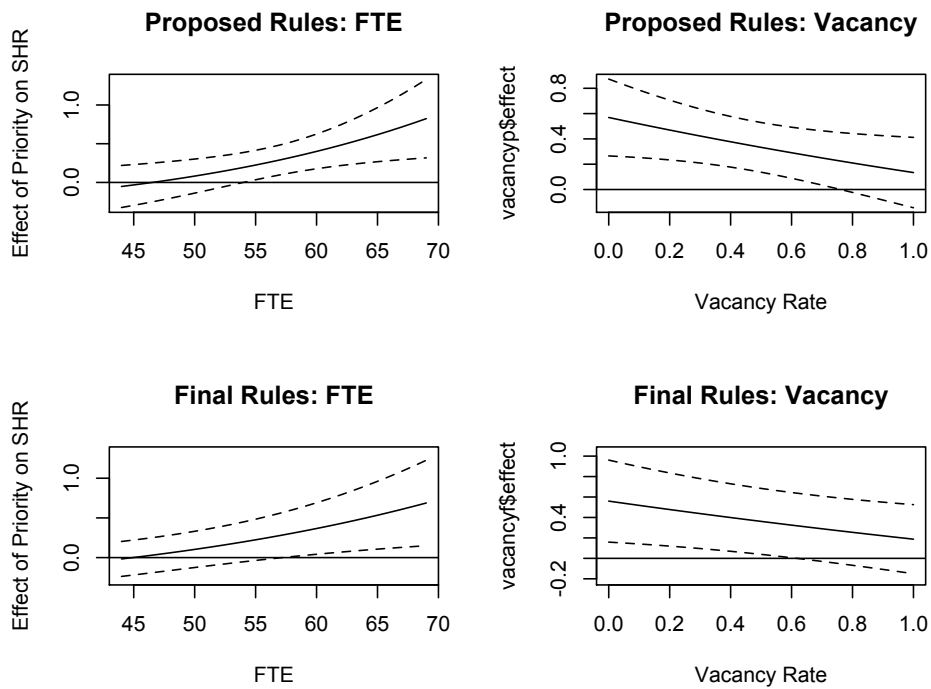 Proposed Rules: FTE
Effect of Priority on SHR
1.0
0.0
45 50 55 60 65 70
FTE
Proposed Rules: Vacancy
vacancyp$effect
0.8
0.4
0.0
0.0 0.2 0.4 0.6 0.8 1.0
Vacancy Rate
Final Rules: FTE
Effect of Priority on SHR
1.0
0.0
45 50 55 60 65 70
FTE
Final Rules: Vacancy
vacancyf$effect
1.0
0.4
-0.2
0.0 0.2 0.4 0.6 0.8 1.0
Vacancy Rate